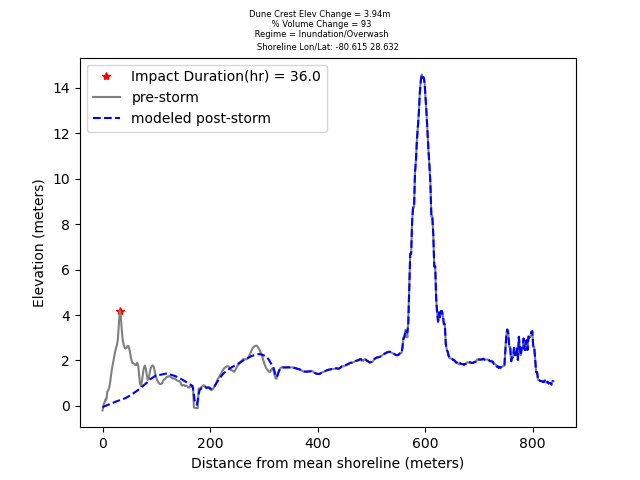 Dune Crest Elev Change = 3.94m
% Volume Change = 93
Regime = Inundation/Overwash
Shoreline Lon/Lat: -80.615 28.632
Impact Duration(hr) = 36.0
pre-storm
modeled post-storm
Elevation (meters)
14
12
10
8
6
4
2
0
0 200 400 600 800
Distance from mean shoreline (meters)